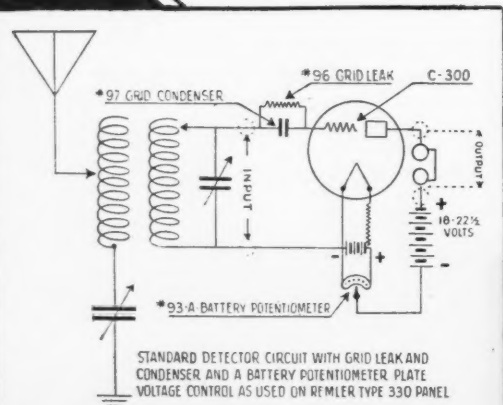 *96 GRID LEAK
C-300
*97 GRID CONDENSER
INPUT
OUTPUT
+
18-22½
VOLTS
-
- +
*93-A-BATTERY POTENTIOMETER
STANDARD DETECTOR CIRCUIT WITH GRID LEAK AND
CONDENSER AND A BATTERY POTENTIOMETER PLATE
VOLTAGE CONTROL AS USED ON REMLER TYPE 330 PANEL